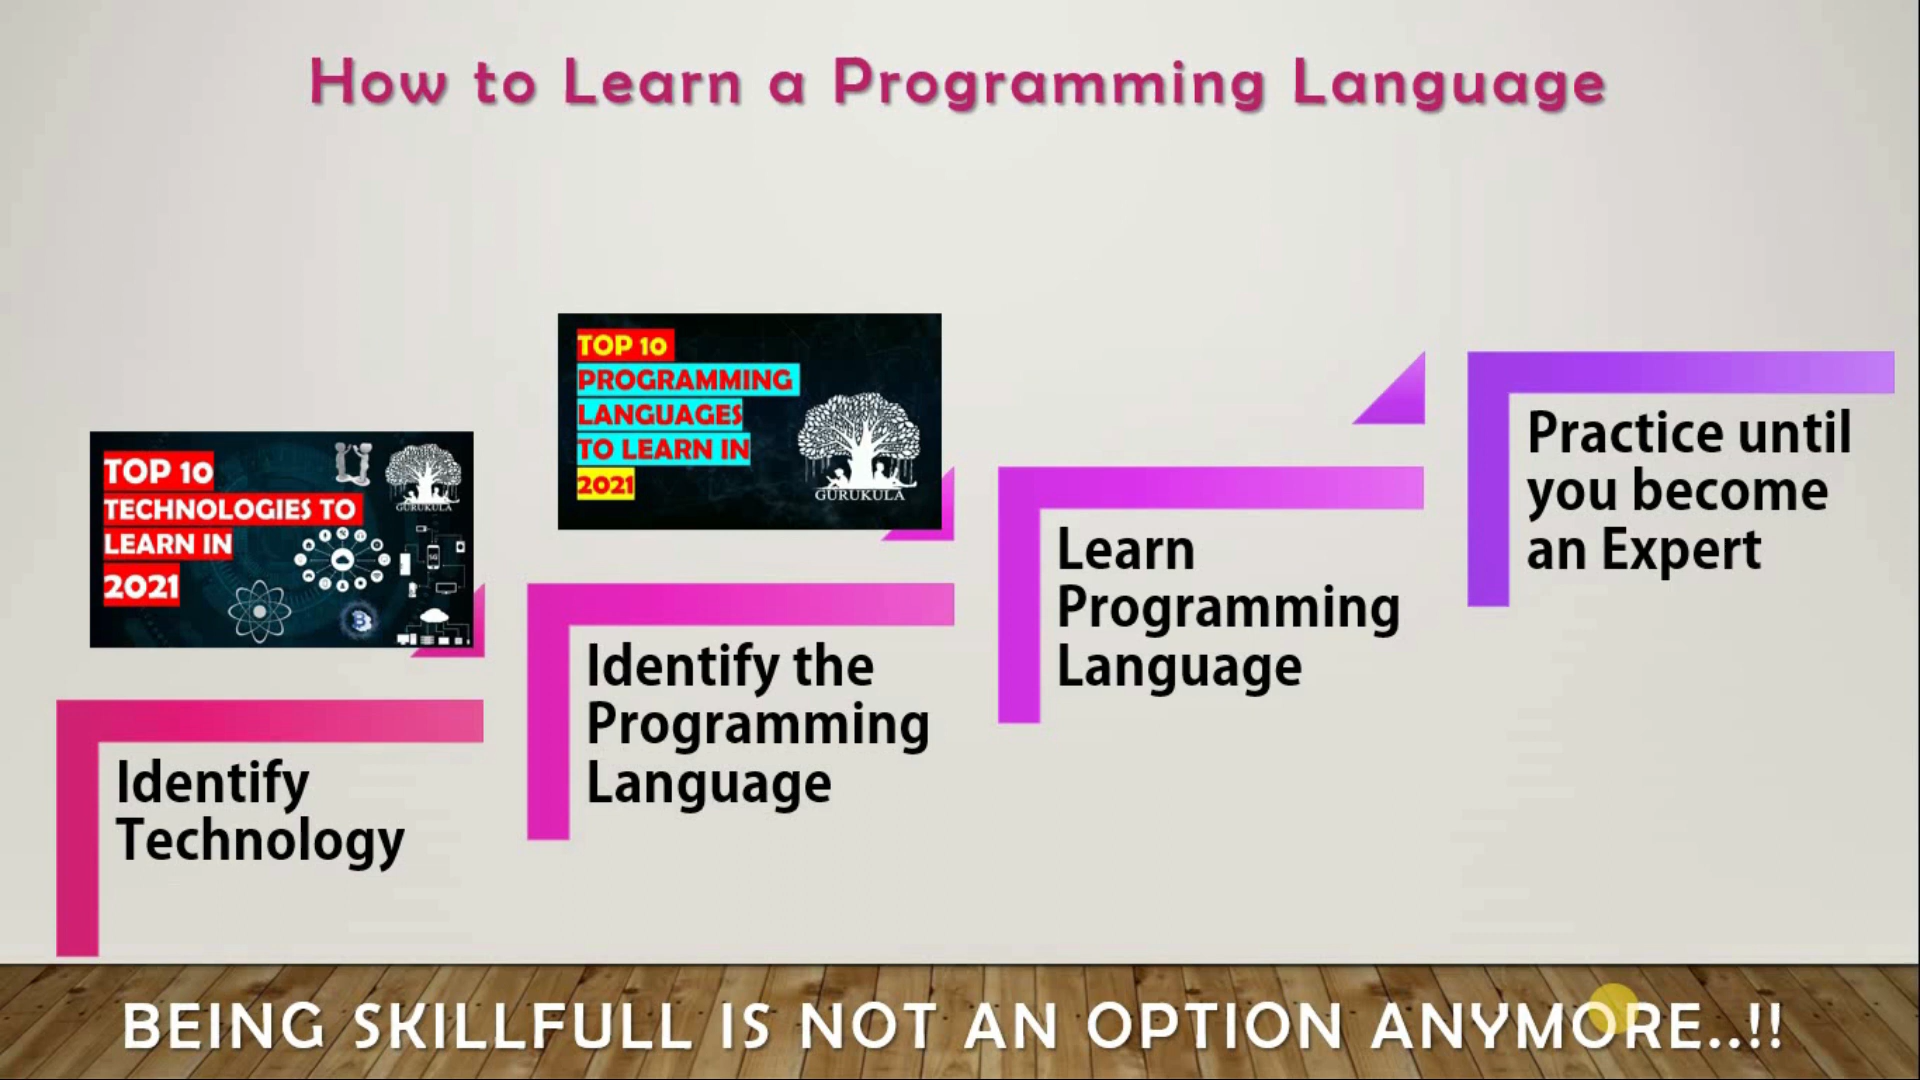 How to Learn a Programming Language
TOP 10
TECHNOLOGIES TO
LEARN IN
2021
GURUKULA
5G
Identify
Technology
TOP 10
PROGRAMMING
LANGUAGES
TO LEARN IN
2021
GURUKULA
Identify the
Programming
Language
Learn
Programming
Language
Practice until
you become
an Expert
BEING SKILLFULL IS NOT AN OPTION ANYMORE..!!